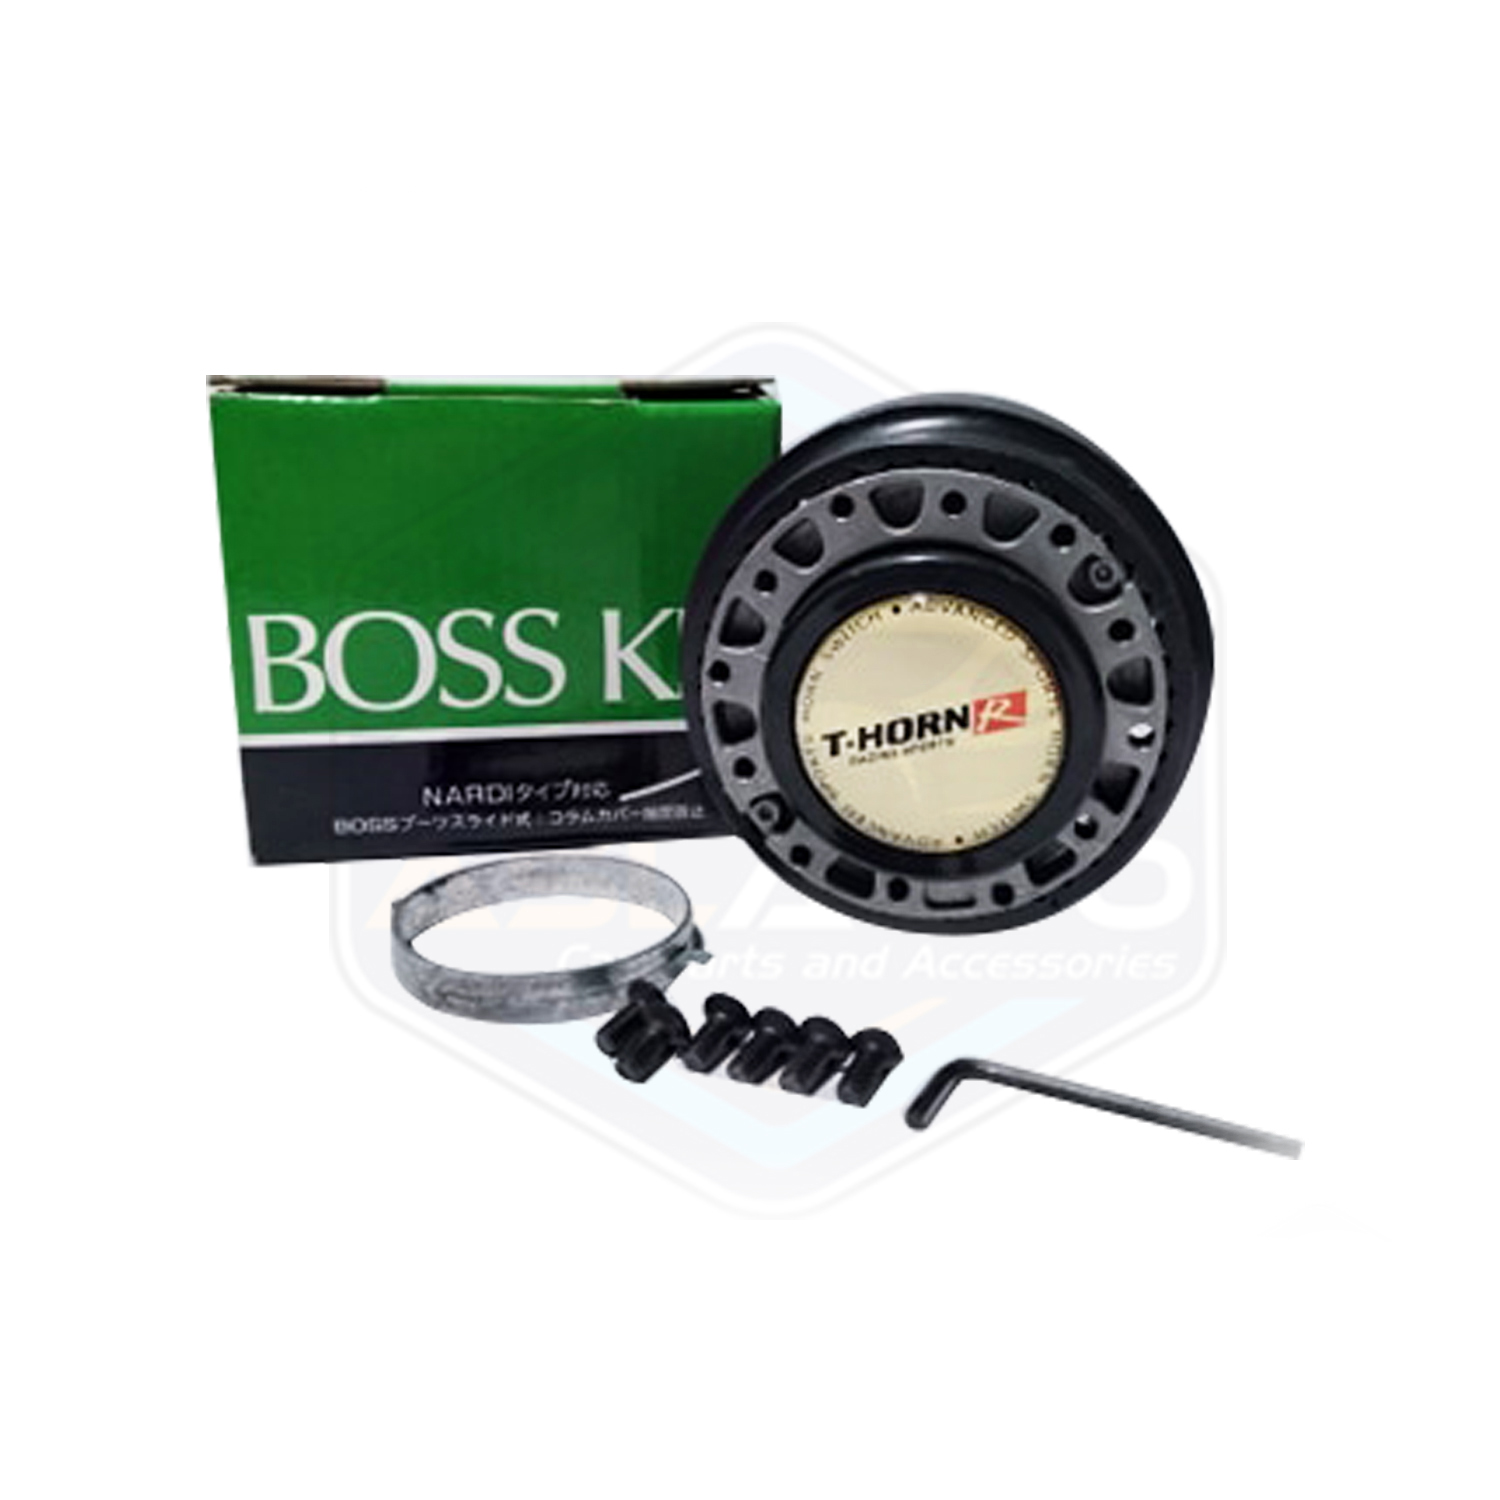 BOSS K
NARDIタイプ対応
BOSSブーツスライド式:コラムカバー
SWITCH • ADVANCED SPORTS
T-HORN R
RACING SPORTS
HORN
Car Parts and Accessories